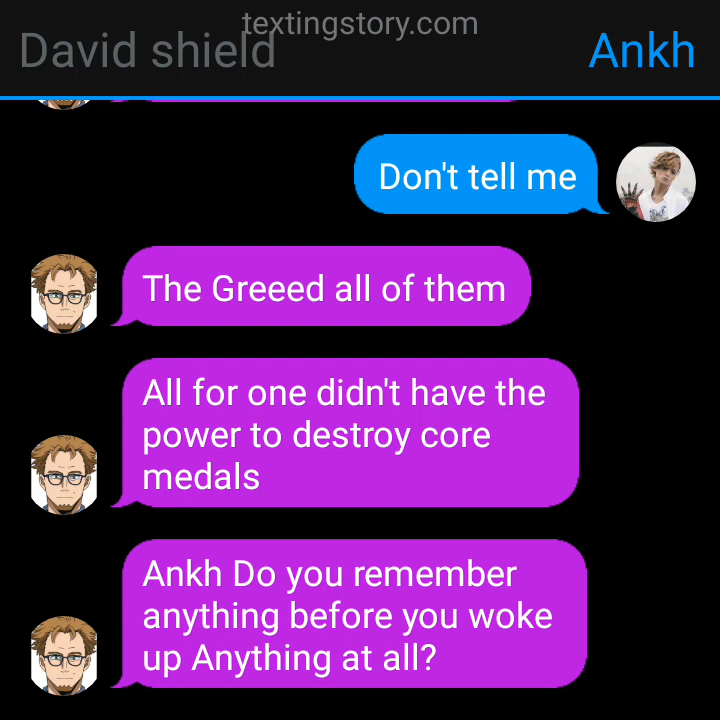 textingstory.com
David shield
Ankh
Don't tell me
The Greeed all of them
All for one didn't have the
power to destroy core
medals
Ankh Do you remember
anything before you woke
up Anything at all?